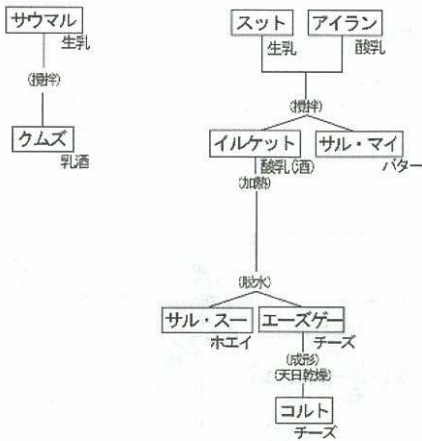 サウマル
生乳
(攪拌)
クムズ
乳酒
スット
アイラン
生乳
酸乳
(攪拌)
イルケット
サル・マイ
酸乳(酒)
バター
(加熱)
(脱水)
サル・スー
エーズゲー
ホエイ
チーズ
(成形)
(天日乾燥)
コルト
チーズ